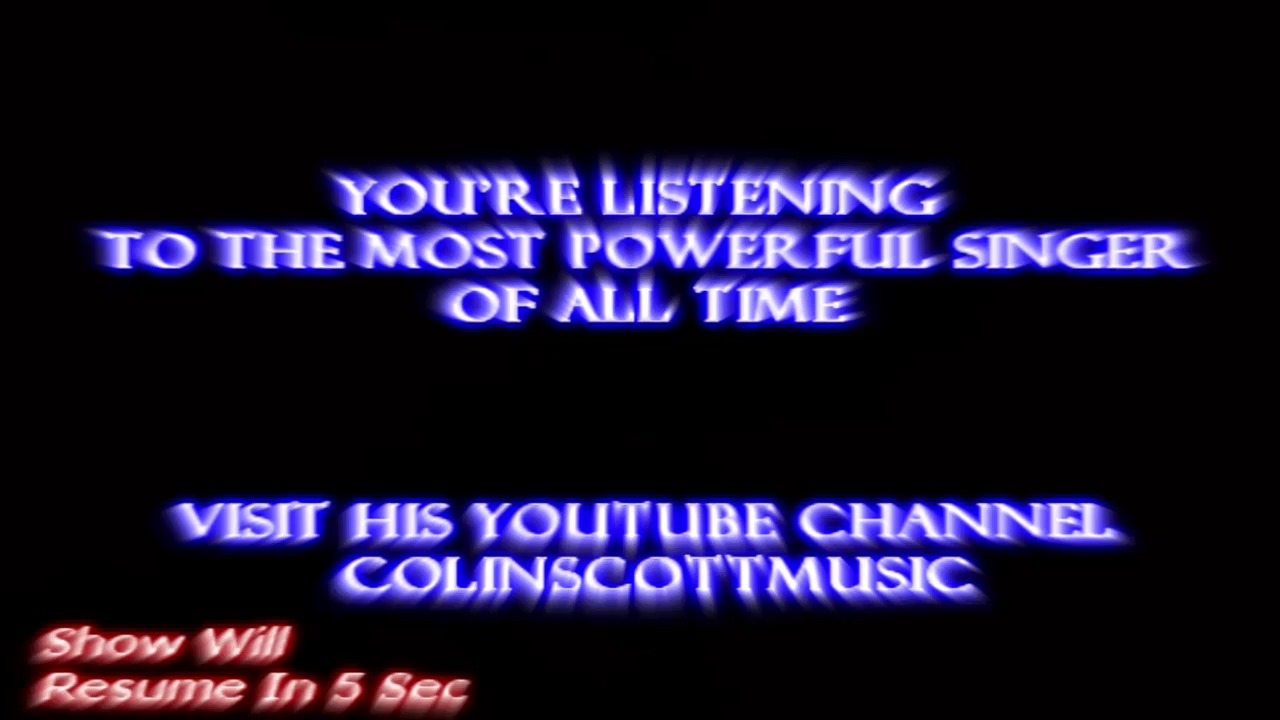 YOU'RE LISTENING
TO THE MOST POWERFUL SINGER
OF ALL TIME
VISIT HIS YOUTUBE CHANNEL
COLINSCOTTMUSIC
Show Will
Resume In 5 Sec